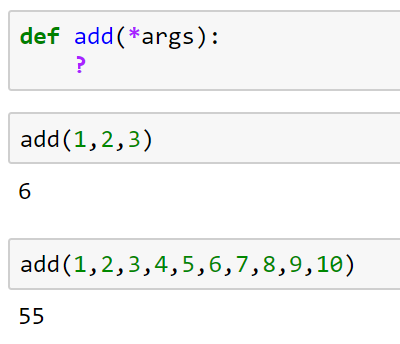 def add(*args):
    ?
add(1,2,3)
6
add(1,2,3,4,5,6,7,8,9,10)
55